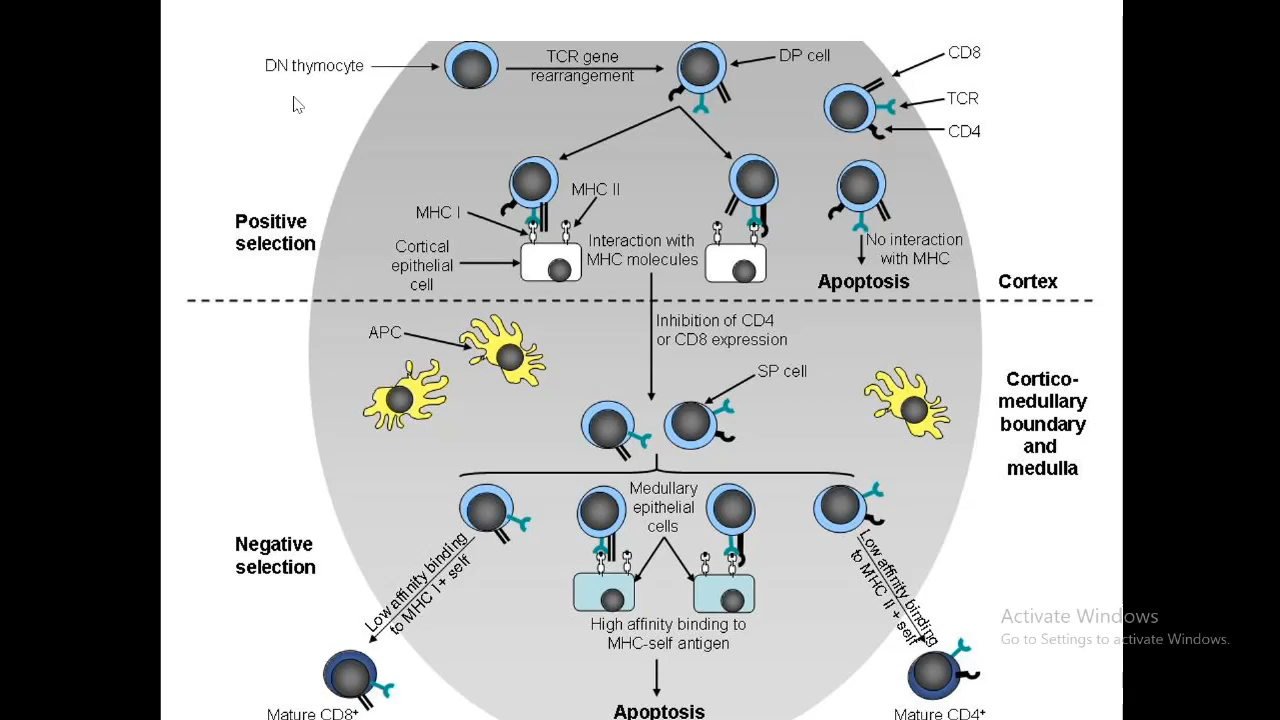 DN thymocyte
TCR gene
rearrangement
DP cell
CD8
TCR
CD4
Positive
selection
MHC I
MHC II
Cortical
epithelial
cell
Interaction with
MHC molecules
No interaction
with MHC
Apoptosis
Cortex
APC
Inhibition of CD4
or CD8 expression
SP cell
Cortico-
medullary
boundary
and
medulla
Negative
selection
Medullary
epithelial
cells
Low affinity binding
to MHC I + self
Low affinity binding
to MHC II + self
High affinity binding to
MHC-self antigen
Activate Windows
Go to Settings to activate Windows.
Mature CD8+
Apoptosis
Mature CD4+